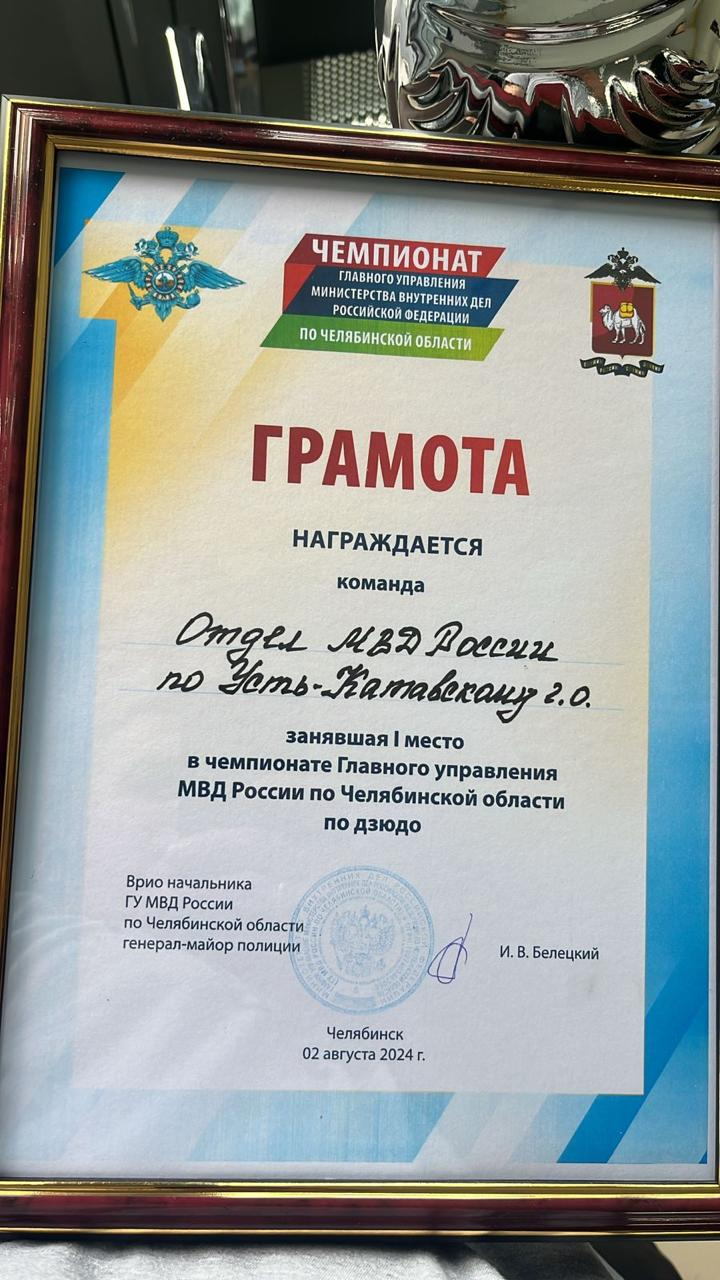 ЧЕМПИОНАТ
ГЛАВНОГО УПРАВЛЕНИЯ
МИНИСТЕРСТВА ВНУТРЕННИХ ДЕЛ
РОССИЙСКОЙ ФЕДЕРАЦИИ
ПО ЧЕЛЯБИНСКОЙ ОБЛАСТИ
ГРАМОТА
НАГРАЖДАЕТСЯ
команда
Отдел МВД России
по Усть-Катавскому г.о.
занявшая I место
в чемпионате Главного управления
МВД России по Челябинской области
по дзюдо
Врио начальника
ГУ МВД России
по Челябинской области
генерал-майор полиции
И. В. Белецкий
Челябинск
02 августа 2024 г.